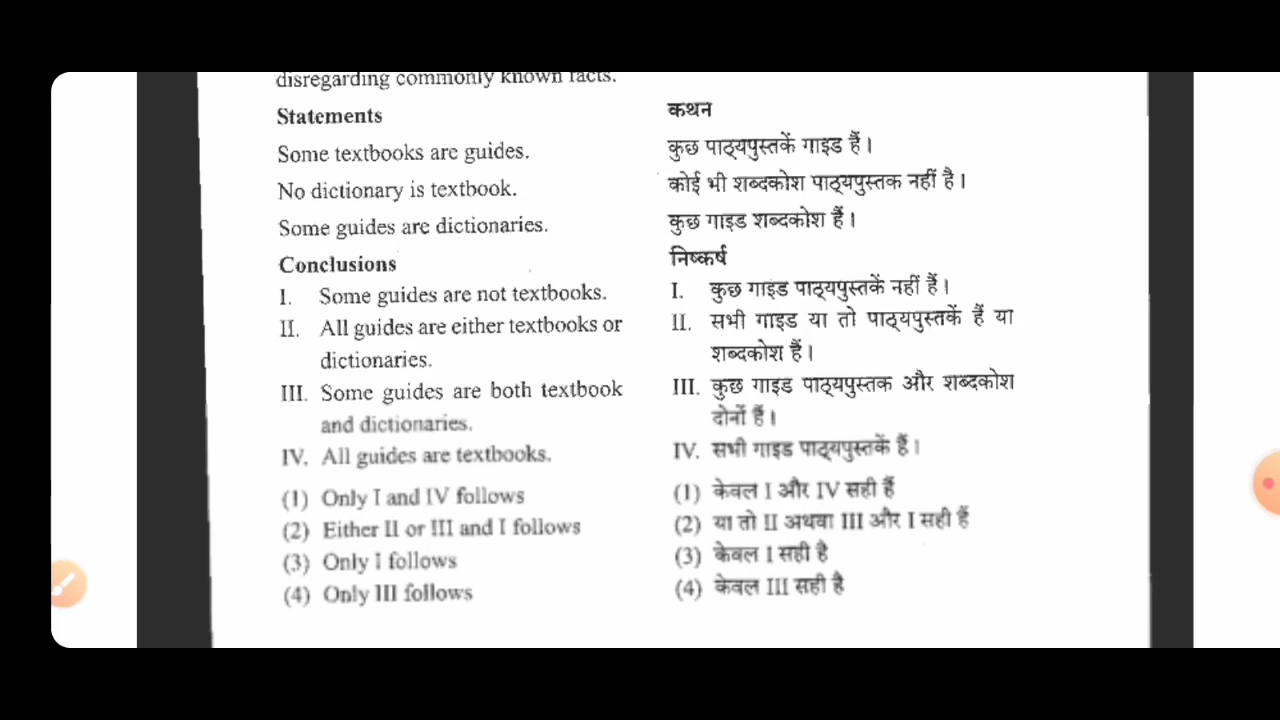 disregarding commonly known facts.
Statements
Some textbooks are guides.
No dictionary is textbook.
Some guides are dictionaries.
Conclusions
I. Some guides are not textbooks.
II. All guides are either textbooks or
dictionaries.
III. Some guides are both textbook
and dictionaries.
IV. All guides are textbooks.
(1) Only I and IV follows
(2) Either II or III and I follows
(3) Only I follows
(4) Only III follows
कथन
कुछ पाठ्यपुस्तकें गाइड हैं।
कोई भी शब्दकोश पाठ्यपुस्तक नहीं है।
कुछ गाइड शब्दकोश हैं।
निष्कर्ष
I. कुछ गाइड पाठ्यपुस्तकें नहीं हैं।
II. सभी गाइड या तो पाठ्यपुस्तकें हैं या
शब्दकोश हैं।
III. कुछ गाइड पाठ्यपुस्तक और शब्दकोश
दोनों हैं।
IV. सभी गाइड पाठ्यपुस्तकें हैं।
(1) केवल I और IV सही हैं
(2) या तो II अथवा III और I सही हैं
(3) केवल I सही है
(4) केवल III सही है